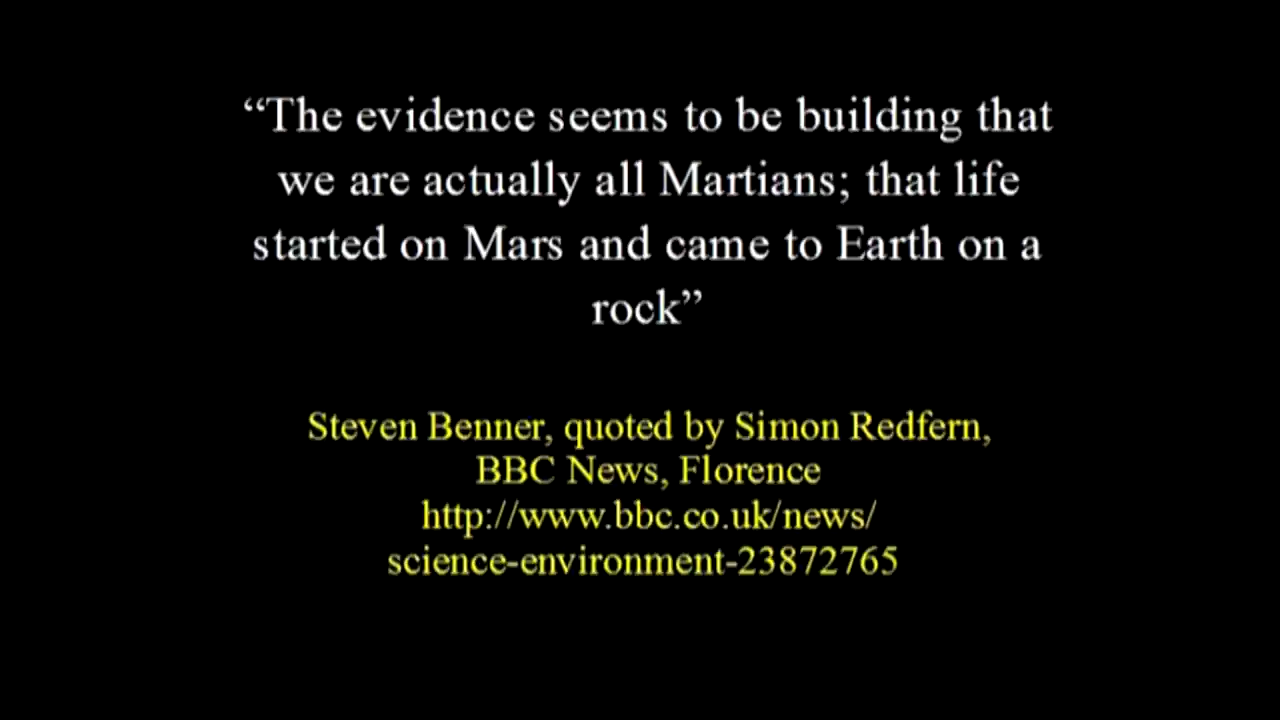 “The evidence seems to be building that
we are actually all Martians; that life
started on Mars and came to Earth on a
rock”
Steven Benner, quoted by Simon Redfern,
BBC News, Florence
http://www.bbc.co.uk/news/
science-environment-23872765